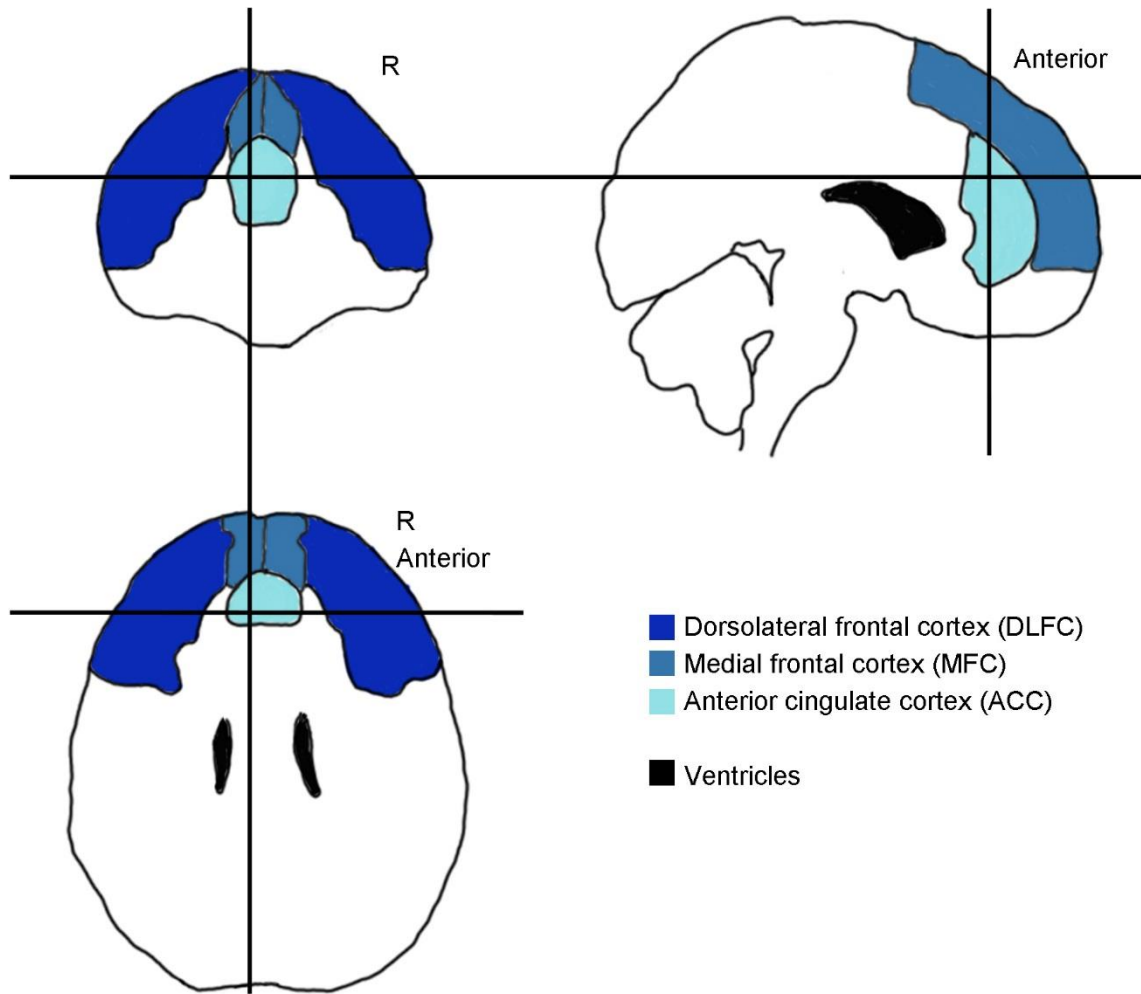 R
Anterior
R
Anterior
Dorsolateral frontal cortex (DLFC)
Medial frontal cortex (MFC)
Anterior cingulate cortex (ACC)
Ventricles